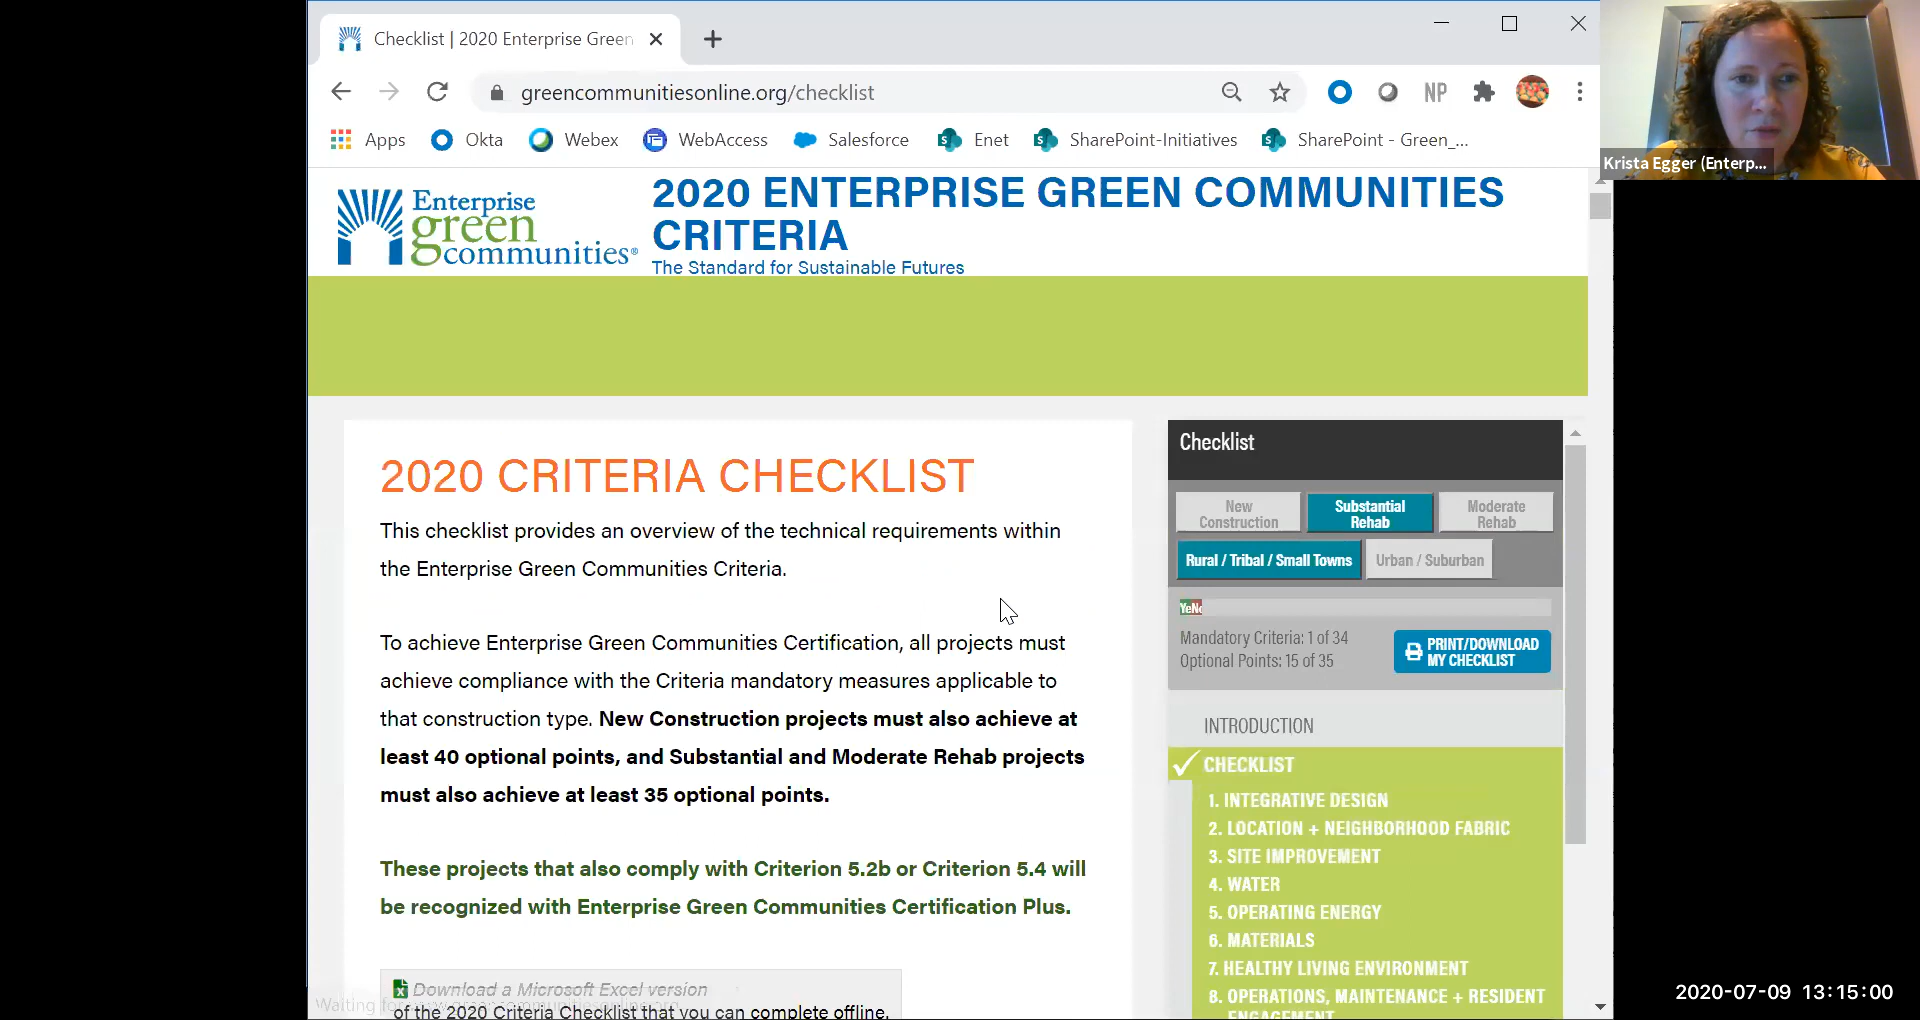 Checklist | 2020 Enterprise Green
greencommunitiesonline.org/checklist
NP
Apps
Okta
Webex
WebAccess
Salesforce
Enet
SharePoint-Initiatives
SharePoint - Green_...
Krista Egger (Enterp...
Enterprise
green
communities®
2020 ENTERPRISE GREEN COMMUNITIES
CRITERIA
The Standard for Sustainable Futures
2020 CRITERIA CHECKLIST
This checklist provides an overview of the technical requirements within
the Enterprise Green Communities Criteria.
To achieve Enterprise Green Communities Certification, all projects must
achieve compliance with the Criteria mandatory measures applicable to
that construction type. New Construction projects must also achieve at
least 40 optional points, and Substantial and Moderate Rehab projects
must also achieve at least 35 optional points.
These projects that also comply with Criterion 5.2b or Criterion 5.4 will
be recognized with Enterprise Green Communities Certification Plus.
Download a Microsoft Excel version
of the 2020 Criteria Checklist that you can complete offline.
Waiting for www.greencommunitiesonline.org...
Checklist
New
Construction
Substantial
Rehab
Moderate
Rehab
Rural / Tribal / Small Towns
Urban / Suburban
Mandatory Criteria: 1 of 34
Optional Points: 15 of 35
PRINT/DOWNLOAD
MY CHECKLIST
INTRODUCTION
CHECKLIST
1. INTEGRATIVE DESIGN
2. LOCATION + NEIGHBORHOOD FABRIC
3. SITE IMPROVEMENT
4. WATER
5. OPERATING ENERGY
6. MATERIALS
7. HEALTHY LIVING ENVIRONMENT
8. OPERATIONS, MAINTENANCE + RESIDENT
ENGAGEMENT
2020-07-09 13:15:00